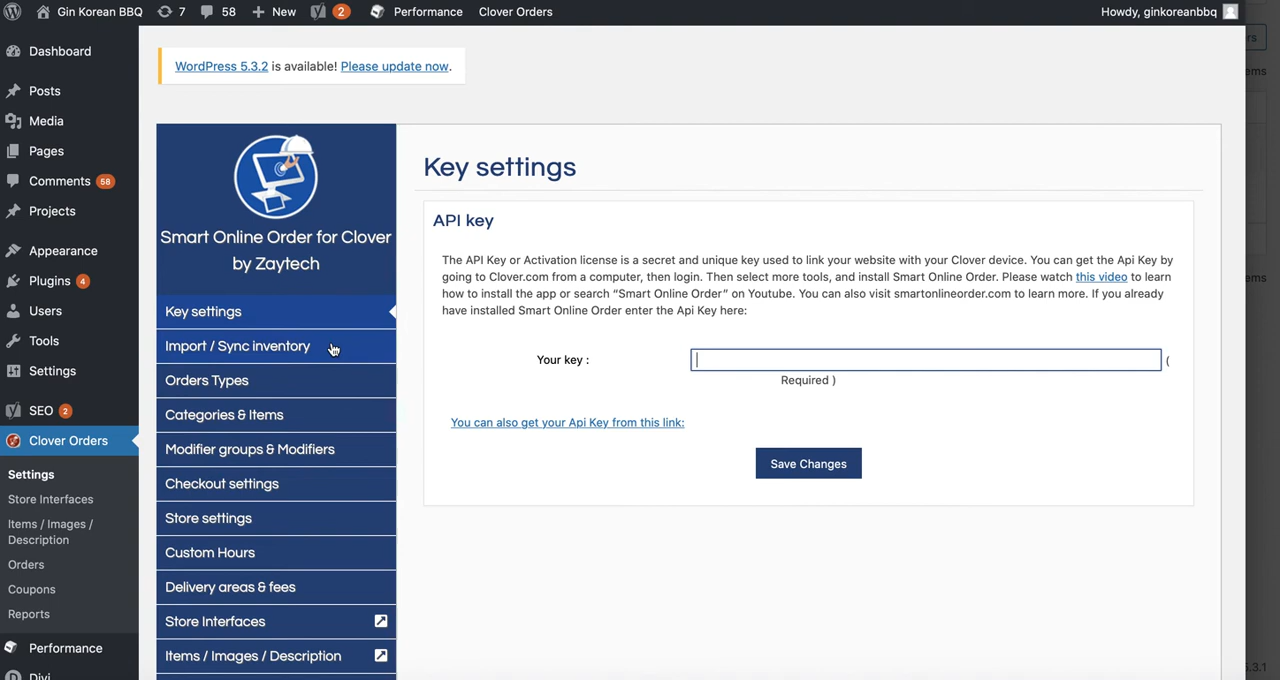 Gin Korean BBQ 7 58 New 2 Performance Clover Orders Howdy, ginkoreanbbq
Dashboard
Posts
Media
Pages
Comments 58
Projects
Appearance
Plugins 4
Users
Tools
Settings
SEO 2
Clover Orders
Settings
Store Interfaces
Items / Images /
Description
Orders
Coupons
Reports
Performance
Divi
WordPress 5.3.2 is available! Please update now.
Smart Online Order for Clover
by Zaytech
Key settings
Import / Sync inventory
Orders Types
Categories & Items
Modifier groups & Modifiers
Checkout settings
Store settings
Custom Hours
Delivery areas & fees
Store Interfaces
Items / Images / Description
Key settings
API key
The API Key or Activation license is a secret and unique key used to link your website with your Clover device. You can get the Api Key by
going to Clover.com from a computer, then login. Then select more tools, and install Smart Online Order. Please watch this video to learn
how to install the app or search "Smart Online Order" on Youtube. You can also visit smartonlineorder.com to learn more. If you already
have installed Smart Online Order enter the Api Key here:
Your key : (
Required )
You can also get your Api Key from this link:
Save Changes